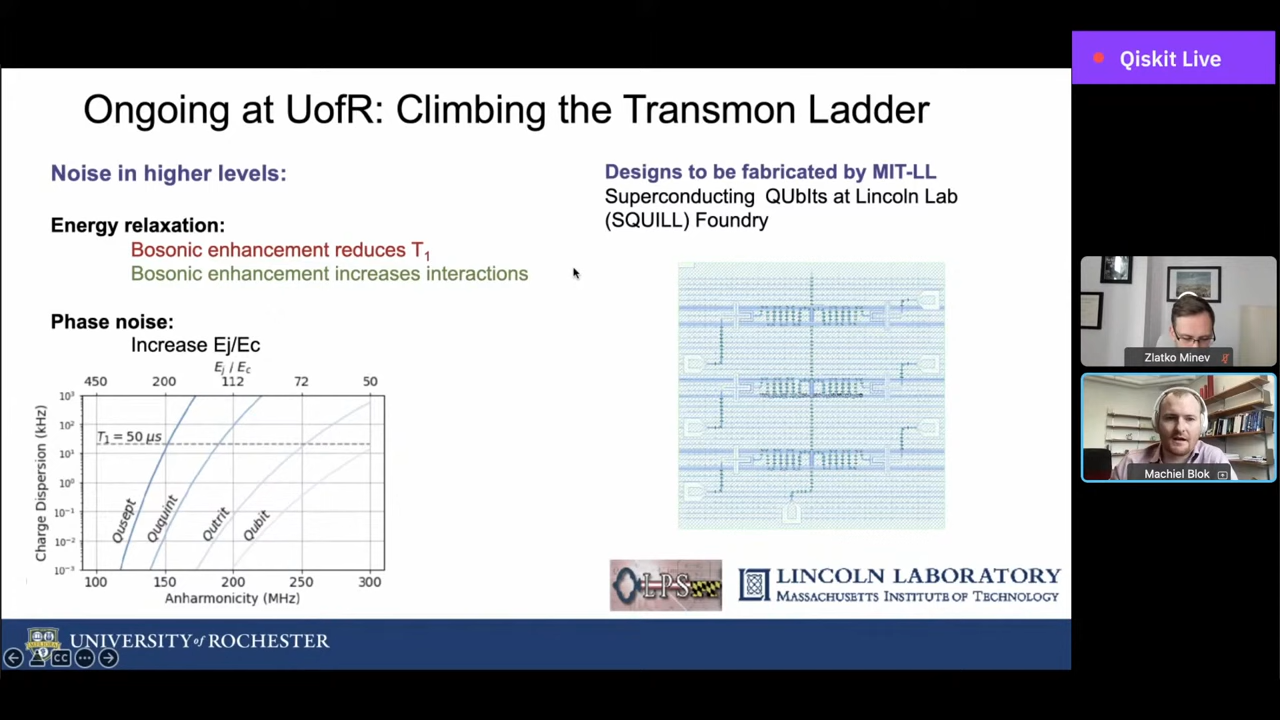 Qiskit Live
Ongoing at UofR: Climbing the Transmon Ladder
Noise in higher levels:
Energy relaxation:
Bosonic enhancement reduces T1
Bosonic enhancement increases interactions
Phase noise:
Increase Ej/Ec
Ej / Ec
450 200 112 72 50
Charge Dispersion (kHz)
10³
10²
10¹
10⁰
10⁻¹
10⁻²
10⁻³
T1 = 50 μs
Qusept
Ququint
Qutrit
Qubit
100 150 200 250 300
Anharmonicity (MHz)
Designs to be fabricated by MIT-LL
Superconducting QUbIts at Lincoln Lab
(SQUILL) Foundry
LPS
LINCOLN LABORATORY
MASSACHUSETTS INSTITUTE OF TECHNOLOGY
UNIVERSITY of ROCHESTER
CC
Zlatko Minev
Machiel Blok